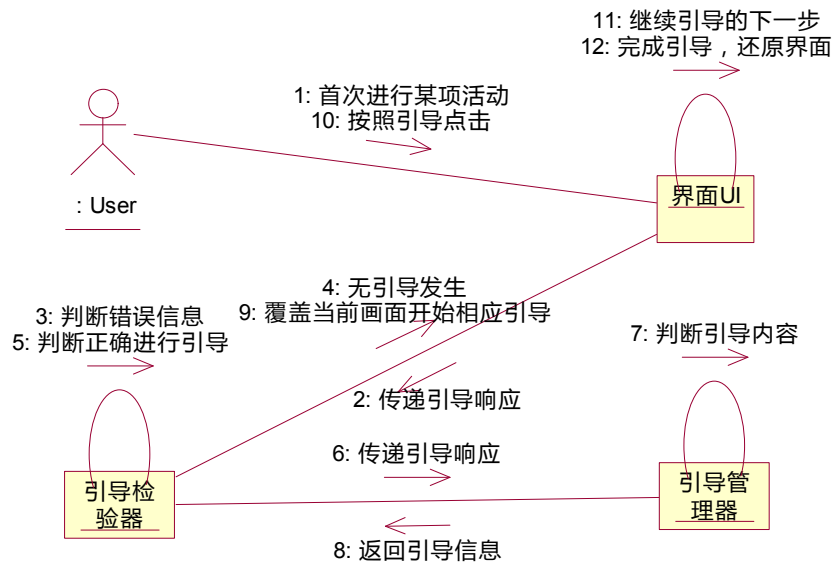 11: 继续引导的下一步
12: 完成引导，还原界面
1: 首次进行某项活动
10: 按照引导点击
: User
界面UI
4: 无引导发生
9: 覆盖当前画面开始相应引导
3: 判断错误信息
5: 判断正确进行引导
7: 判断引导内容
2: 传递引导响应
6: 传递引导响应
引导检
验器
引导管
理器
8: 返回引导信息